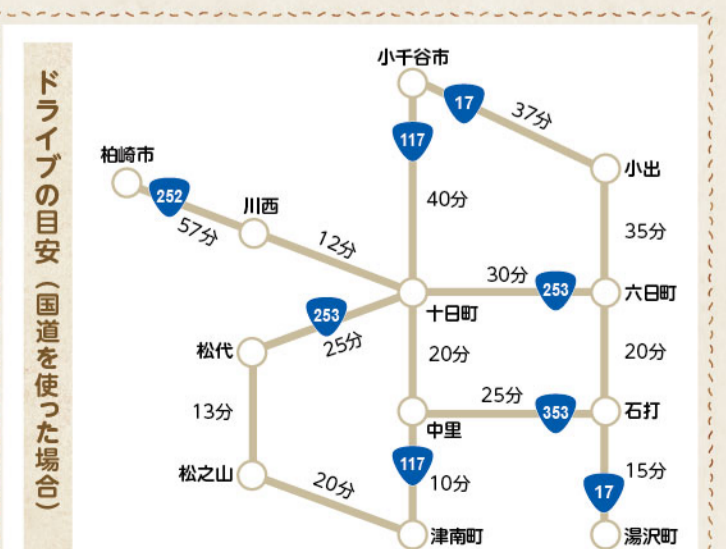 ドライブの目安（国道を使った場合）
小千谷市
17
37分
117
柏崎市
小出
252
川西
40分
57分
12分
35分
30分
253
六日町
253
十日町
松代
25分
20分
20分
13分
25分
353
石打
中里
117
松之山
20分
10分
15分
17
津南町
湯沢町